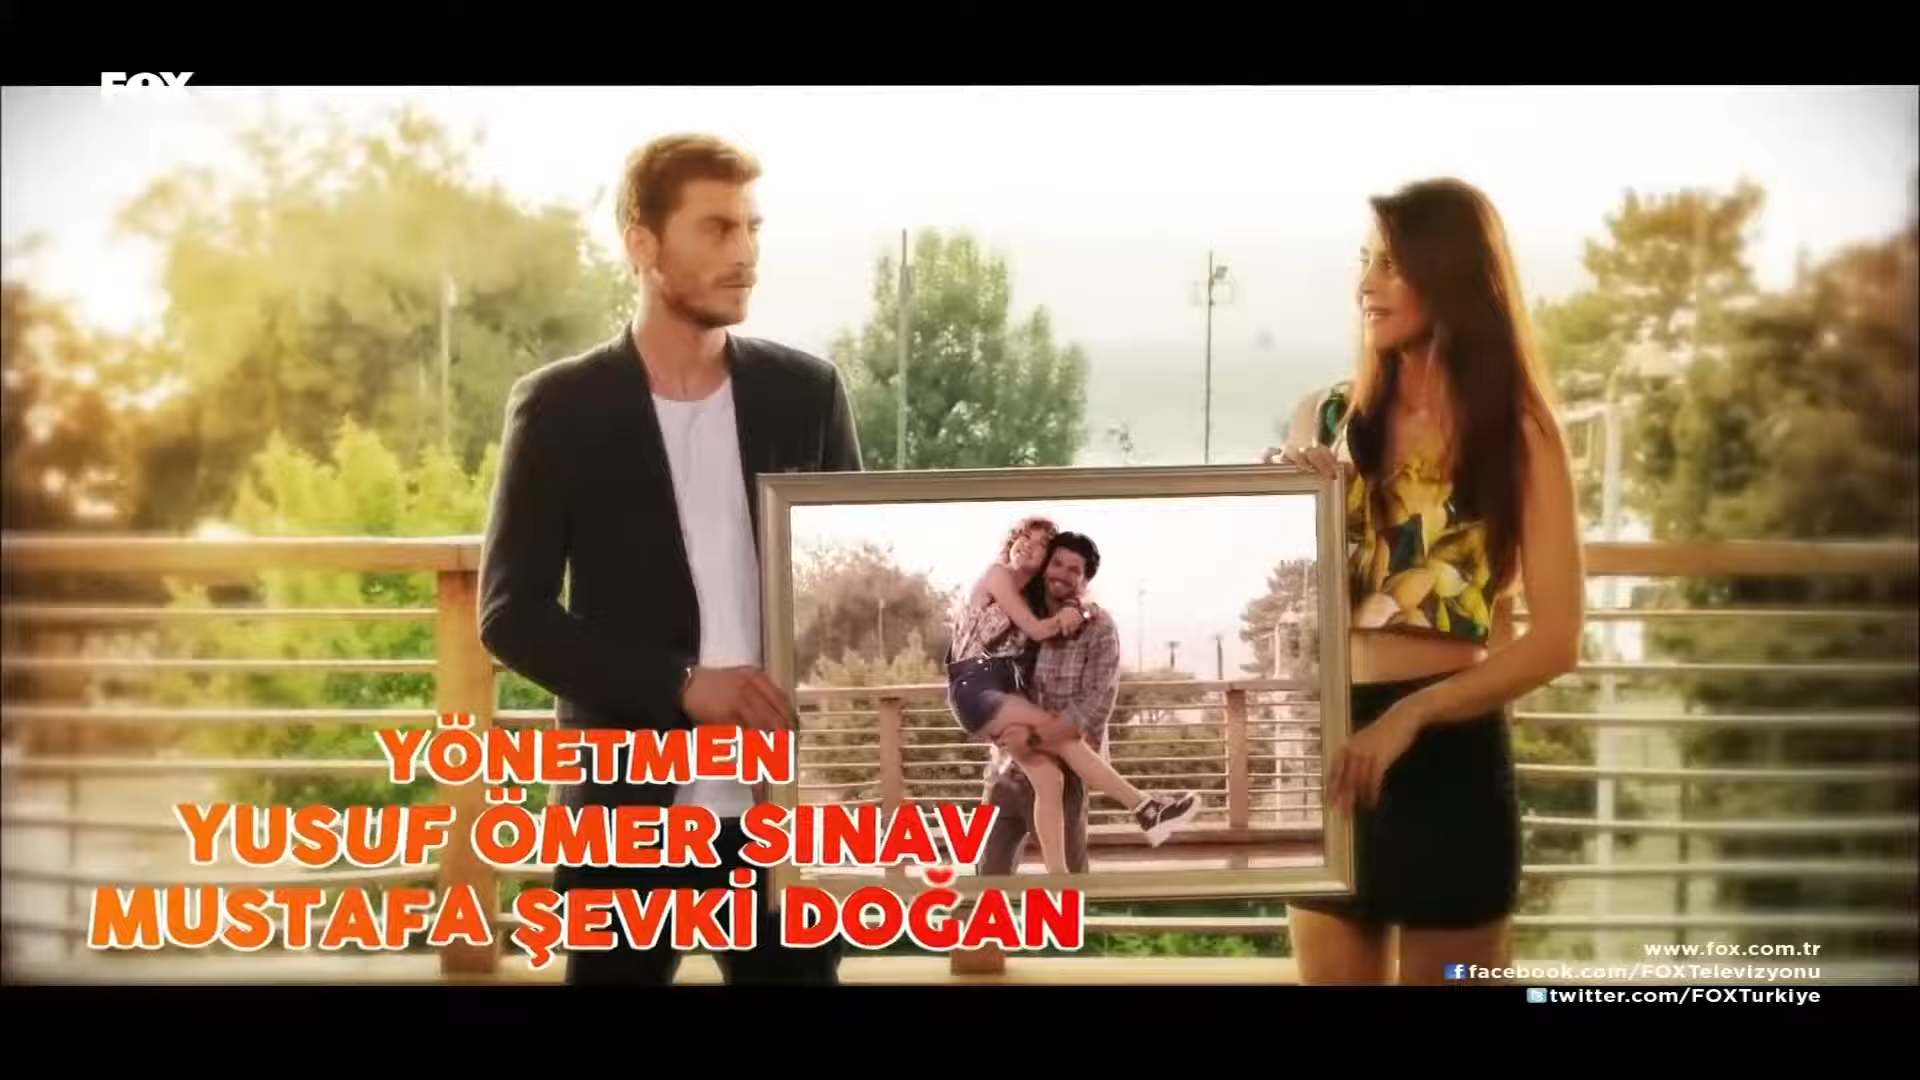 FOX
YÖNETMEN
YUSUF ÖMER SINAV
MUSTAFA ŞEVKİ DOĞAN
www.fox.com.tr
facebook.com/FOXTelevizyonu
twitter.com/FOXTurkiye